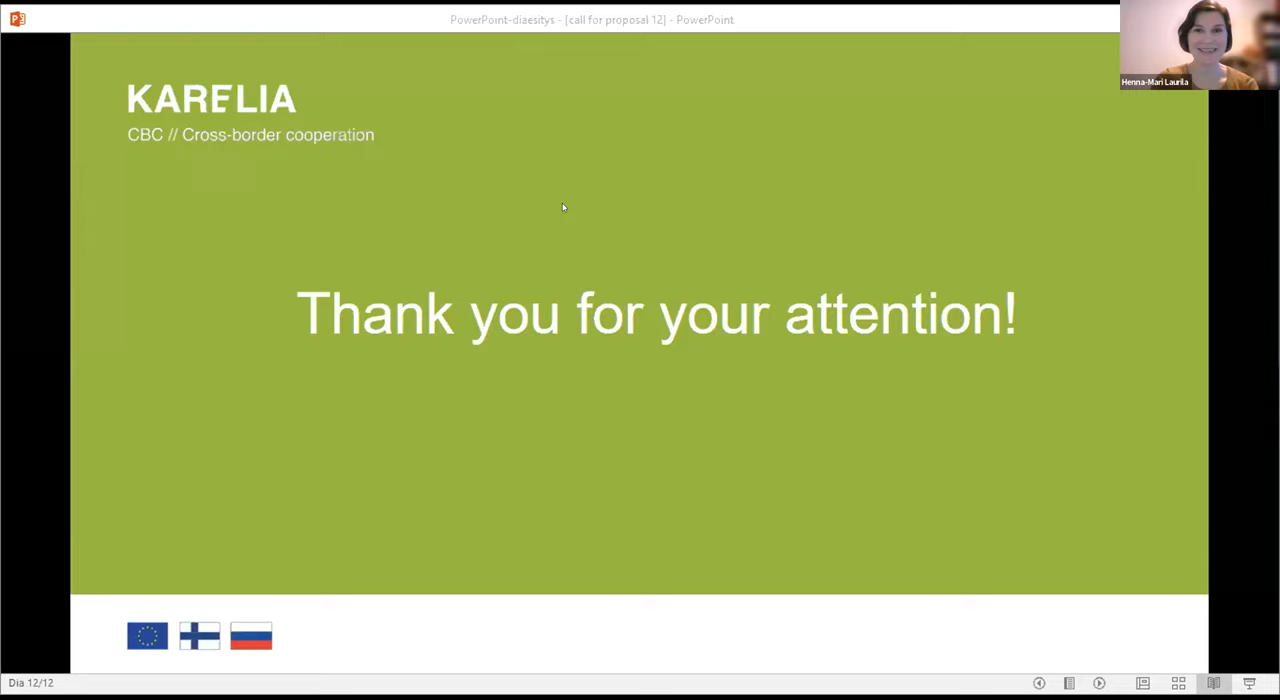 PowerPoint-diaesitys - [call for proposal 12] - PowerPoint
Henna-Mari Laurila
KARELIA
CBC // Cross-border cooperation
Thank you for your attention!
Dia 12/12